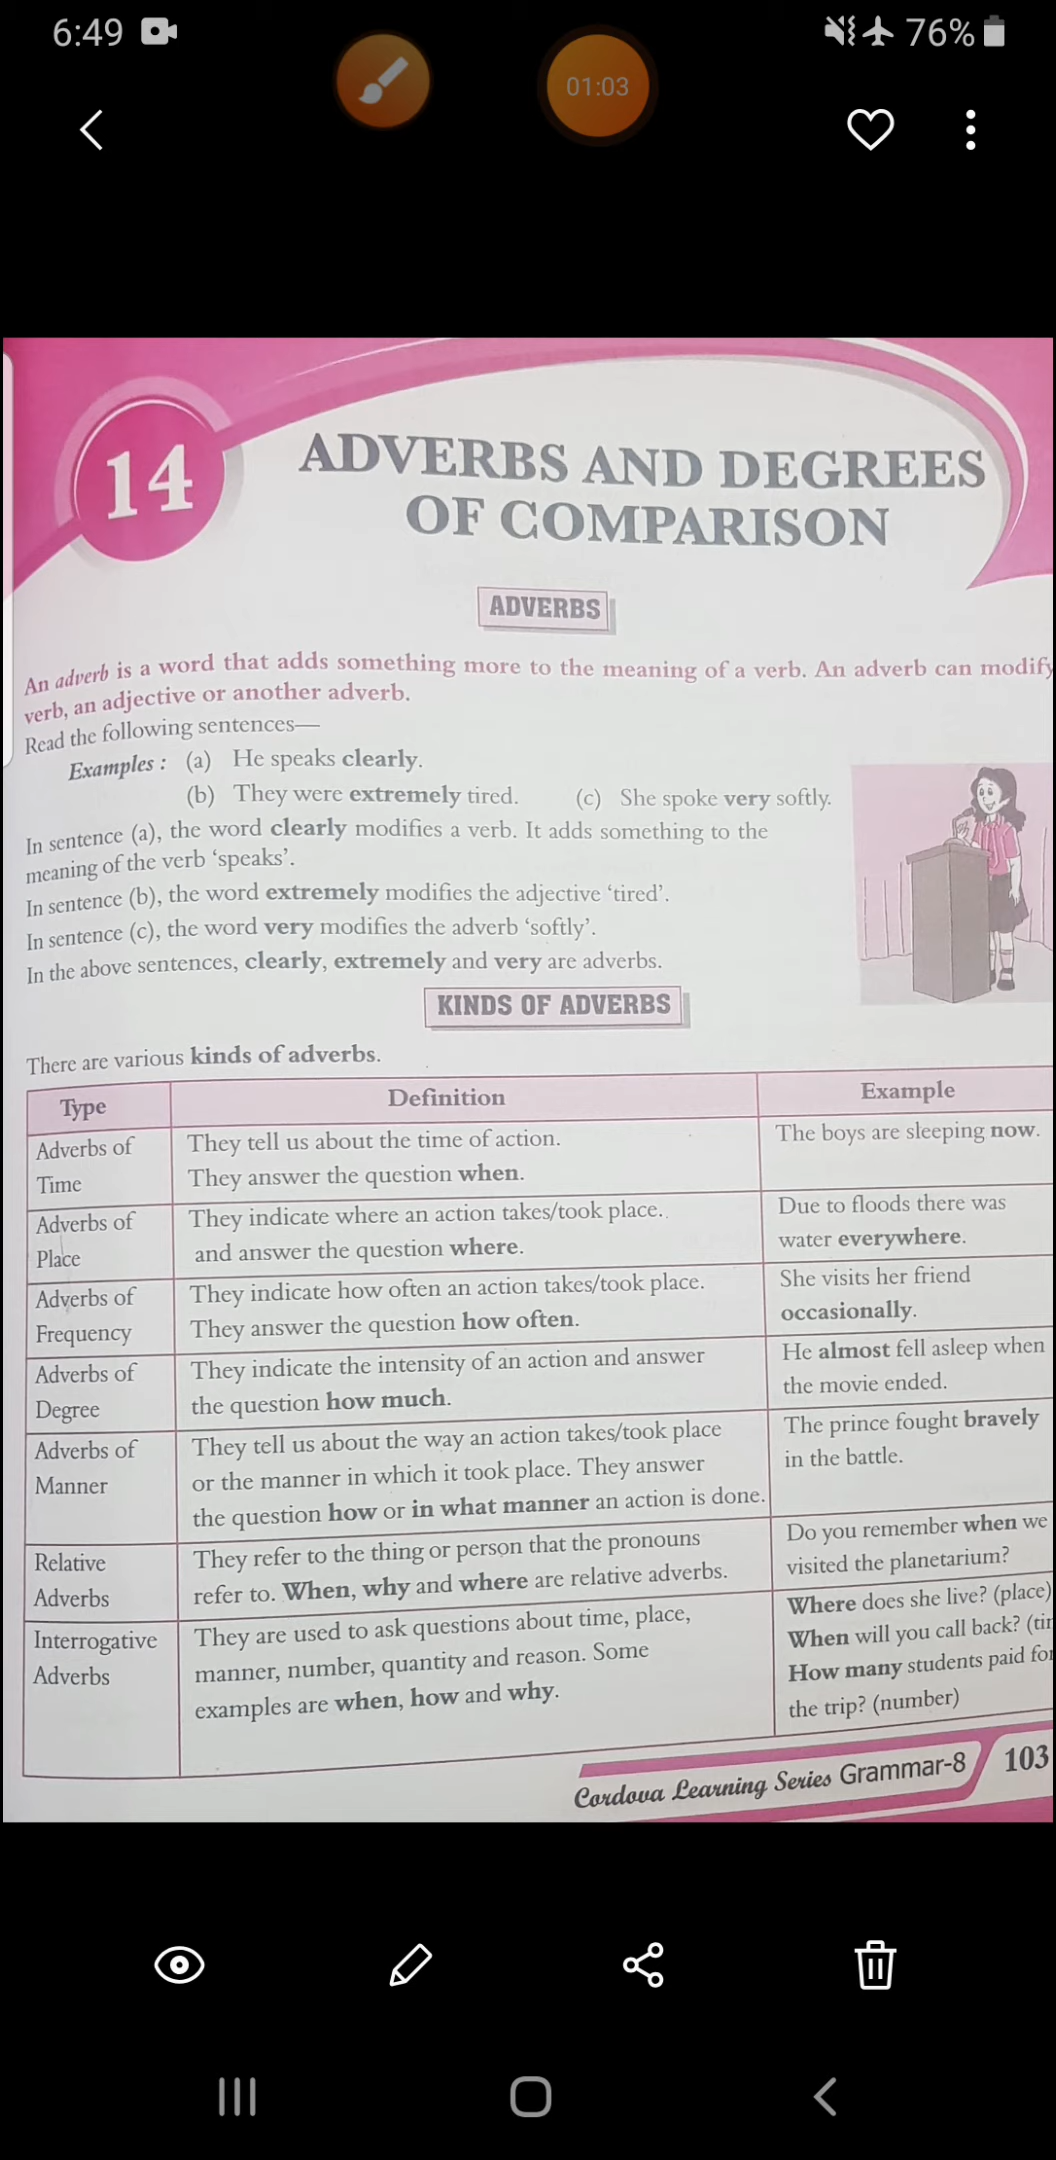 6:49
76%
01:03
14
ADVERBS AND DEGREES
OF COMPARISON
ADVERBS
An adverb is a word that adds something more to the meaning of a verb. An adverb can modify
verb, an adjective or another adverb.
Read the following sentences—
Examples : (a) He speaks clearly.
(b) They were extremely tired. (c) She spoke very softly.
In sentence (a), the word clearly modifies a verb. It adds something to the
meaning of the verb ‘speaks’.
In sentence (b), the word extremely modifies the adjective ‘tired’.
In sentence (c), the word very modifies the adverb ‘softly’.
In the above sentences, clearly, extremely and very are adverbs.
KINDS OF ADVERBS
There are various kinds of adverbs.
Type Definition Example
Adverbs of
Time
They tell us about the time of action.
They answer the question when.
The boys are sleeping now.
Adverbs of
Place
They indicate where an action takes/took place.
and answer the question where.
Due to floods there was
water everywhere.
Adverbs of
Frequency
They indicate how often an action takes/took place.
They answer the question how often.
She visits her friend
occasionally.
Adverbs of
Degree
They indicate the intensity of an action and answer
the question how much.
He almost fell asleep when
the movie ended.
Adverbs of
Manner
They tell us about the way an action takes/took place
or the manner in which it took place. They answer
the question how or in what manner an action is done.
The prince fought bravely
in the battle.
Relative
Adverbs
They refer to the thing or person that the pronouns
refer to. When, why and where are relative adverbs.
Do you remember when we
visited the planetarium?
Interrogative
Adverbs
They are used to ask questions about time, place,
manner, number, quantity and reason. Some
examples are when, how and why.
Where does she live? (place)
When will you call back?
How many students paid for
the trip? (number)
Cordova Learning Series Grammar-8 103